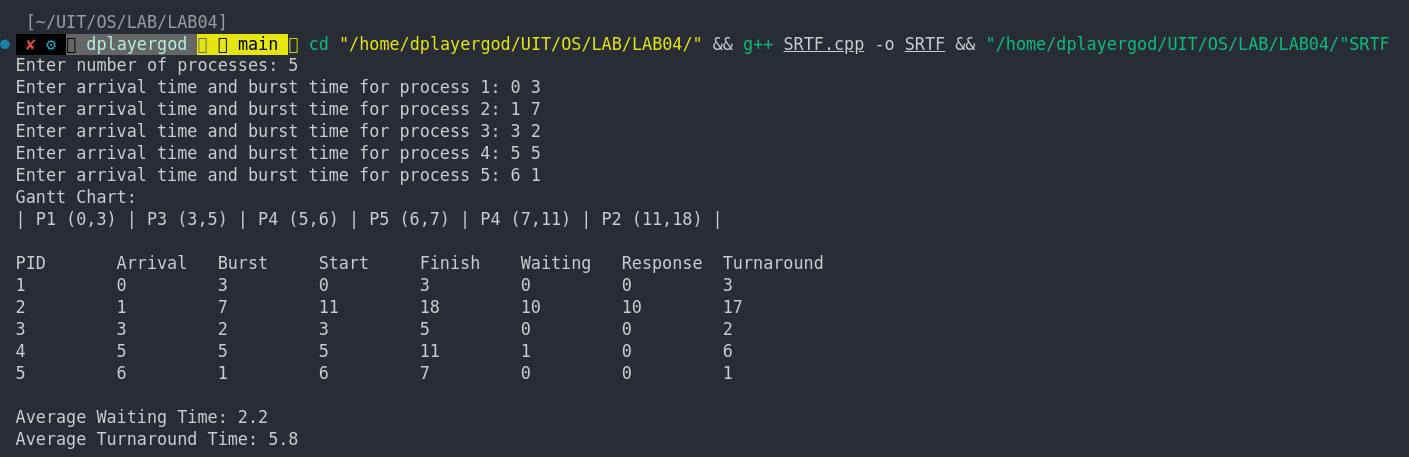 [~/UIT/OS/LAB/LAB04]
✘ ⚙ dplayergod main cd "/home/dplayergod/UIT/OS/LAB/LAB04/" && g++ SRTF.cpp -o SRTF && "/home/dplayergod/UIT/OS/LAB/LAB04/"SRTF
Enter number of processes: 5
Enter arrival time and burst time for process 1: 0 3
Enter arrival time and burst time for process 2: 1 7
Enter arrival time and burst time for process 3: 3 2
Enter arrival time and burst time for process 4: 5 5
Enter arrival time and burst time for process 5: 6 1
Gantt Chart:
| P1 (0,3) | P3 (3,5) | P4 (5,6) | P5 (6,7) | P4 (7,11) | P2 (11,18) |
PID Arrival Burst Start Finish Waiting Response Turnaround
1 0 3 0 3 0 0 3
2 1 7 11 18 10 10 17
3 3 2 3 5 0 0 2
4 5 5 5 11 1 0 6
5 6 1 6 7 0 0 1
Average Waiting Time: 2.2
Average Turnaround Time: 5.8